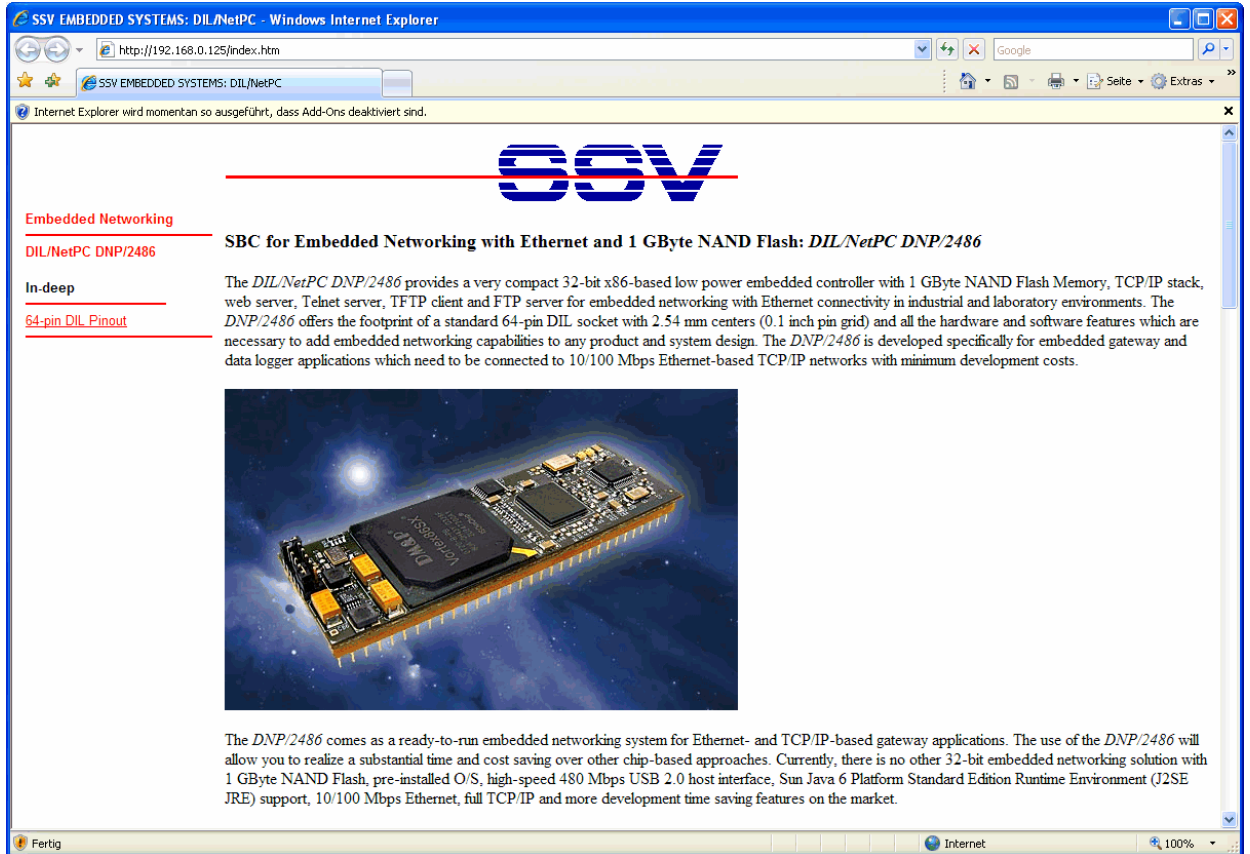 SSV EMBEDDED SYSTEMS: DIL/NetPC - Windows Internet Explorer
http://192.168.0.125/index.htm
Google
SSV EMBEDDED SYSTEMS: DIL/NetPC
Seite
Extras
Internet Explorer wird momentan so ausgeführt, dass Add-Ons deaktiviert sind.
SSV
Embedded Networking
DIL/NetPC DNP/2486
In-deep
64-pin DIL Pinout
SBC for Embedded Networking with Ethernet and 1 GByte NAND Flash: DIL/NetPC DNP/2486
The DIL/NetPC DNP/2486 provides a very compact 32-bit x86-based low power embedded controller with 1 GByte NAND Flash Memory, TCP/IP stack,
web server, Telnet server, TFTP client and FTP server for embedded networking with Ethernet connectivity in industrial and laboratory environments. The
DNP/2486 offers the footprint of a standard 64-pin DIL socket with 2.54 mm centers (0.1 inch pin grid) and all the hardware and software features which are
necessary to add embedded networking capabilities to any product and system design. The DNP/2486 is developed specifically for embedded gateway and
data logger applications which need to be connected to 10/100 Mbps Ethernet-based TCP/IP networks with minimum development costs.
DM&P
Vortex86SX
The DNP/2486 comes as a ready-to-run embedded networking system for Ethernet- and TCP/IP-based gateway applications. The use of the DNP/2486 will
allow you to realize a substantial time and cost saving over other chip-based approaches. Currently, there is no other 32-bit embedded networking solution with
1 GByte NAND Flash, pre-installed O/S, high-speed 480 Mbps USB 2.0 host interface, Sun Java 6 Platform Standard Edition Runtime Environment (J2SE
JRE) support, 10/100 Mbps Ethernet, full TCP/IP and more development time saving features on the market.
Fertig
Internet
100%